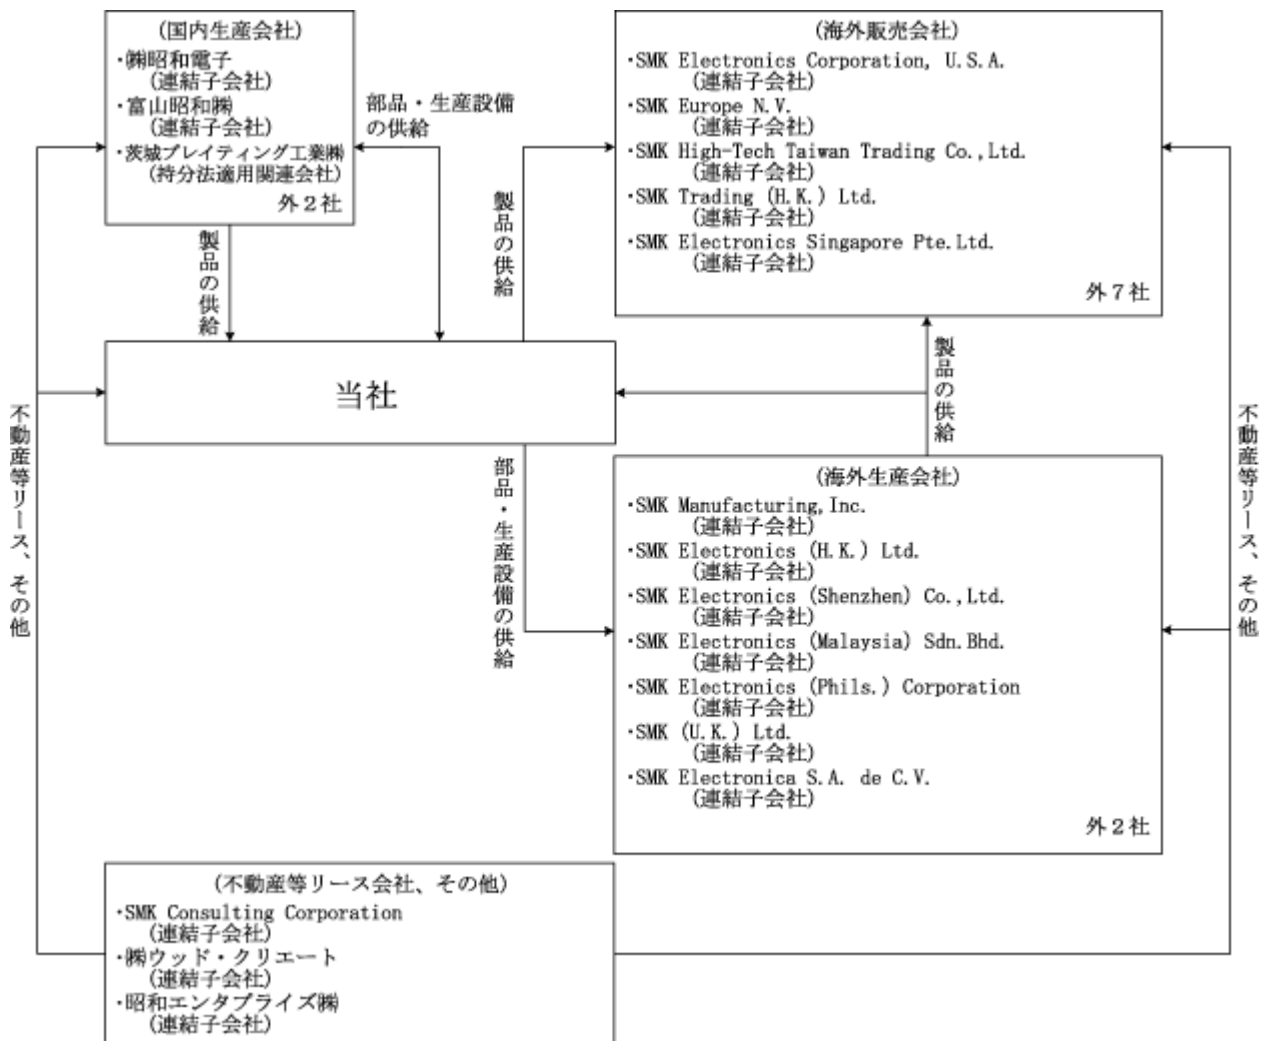 (国内生産会社)
・㈱昭和電子
(連結子会社)
・富山昭和㈱
(連結子会社)
・茨城プレイティング工業㈱
(持分法適用関連会社)
外２社
部品・生産設備
の供給
製品の供給
製品の供給
(海外販売会社)
・SMK Electronics Corporation, U.S.A.
(連結子会社)
・SMK Europe N.V.
(連結子会社)
・SMK High-Tech Taiwan Trading Co.,Ltd.
(連結子会社)
・SMK Trading (H.K.) Ltd.
(連結子会社)
・SMK Electronics Singapore Pte.Ltd.
(連結子会社)
外７社
当社
製品の供給
不動産等リース、その他
不動産等リース、その他
部品・生産設備の供給
(海外生産会社)
・SMK Manufacturing,Inc.
(連結子会社)
・SMK Electronics (H.K.) Ltd.
(連結子会社)
・SMK Electronics (Shenzhen) Co.,Ltd.
(連結子会社)
・SMK Electronics (Malaysia) Sdn.Bhd.
(連結子会社)
・SMK Electronics (Phils.) Corporation
(連結子会社)
・SMK (U.K.) Ltd.
(連結子会社)
・SMK Electronica S.A. de C.V.
(連結子会社)
外２社
(不動産等リース会社、その他)
・SMK Consulting Corporation
(連結子会社)
・㈱ウッド・クリエート
(連結子会社)
・昭和エンタプライズ㈱
(連結子会社)